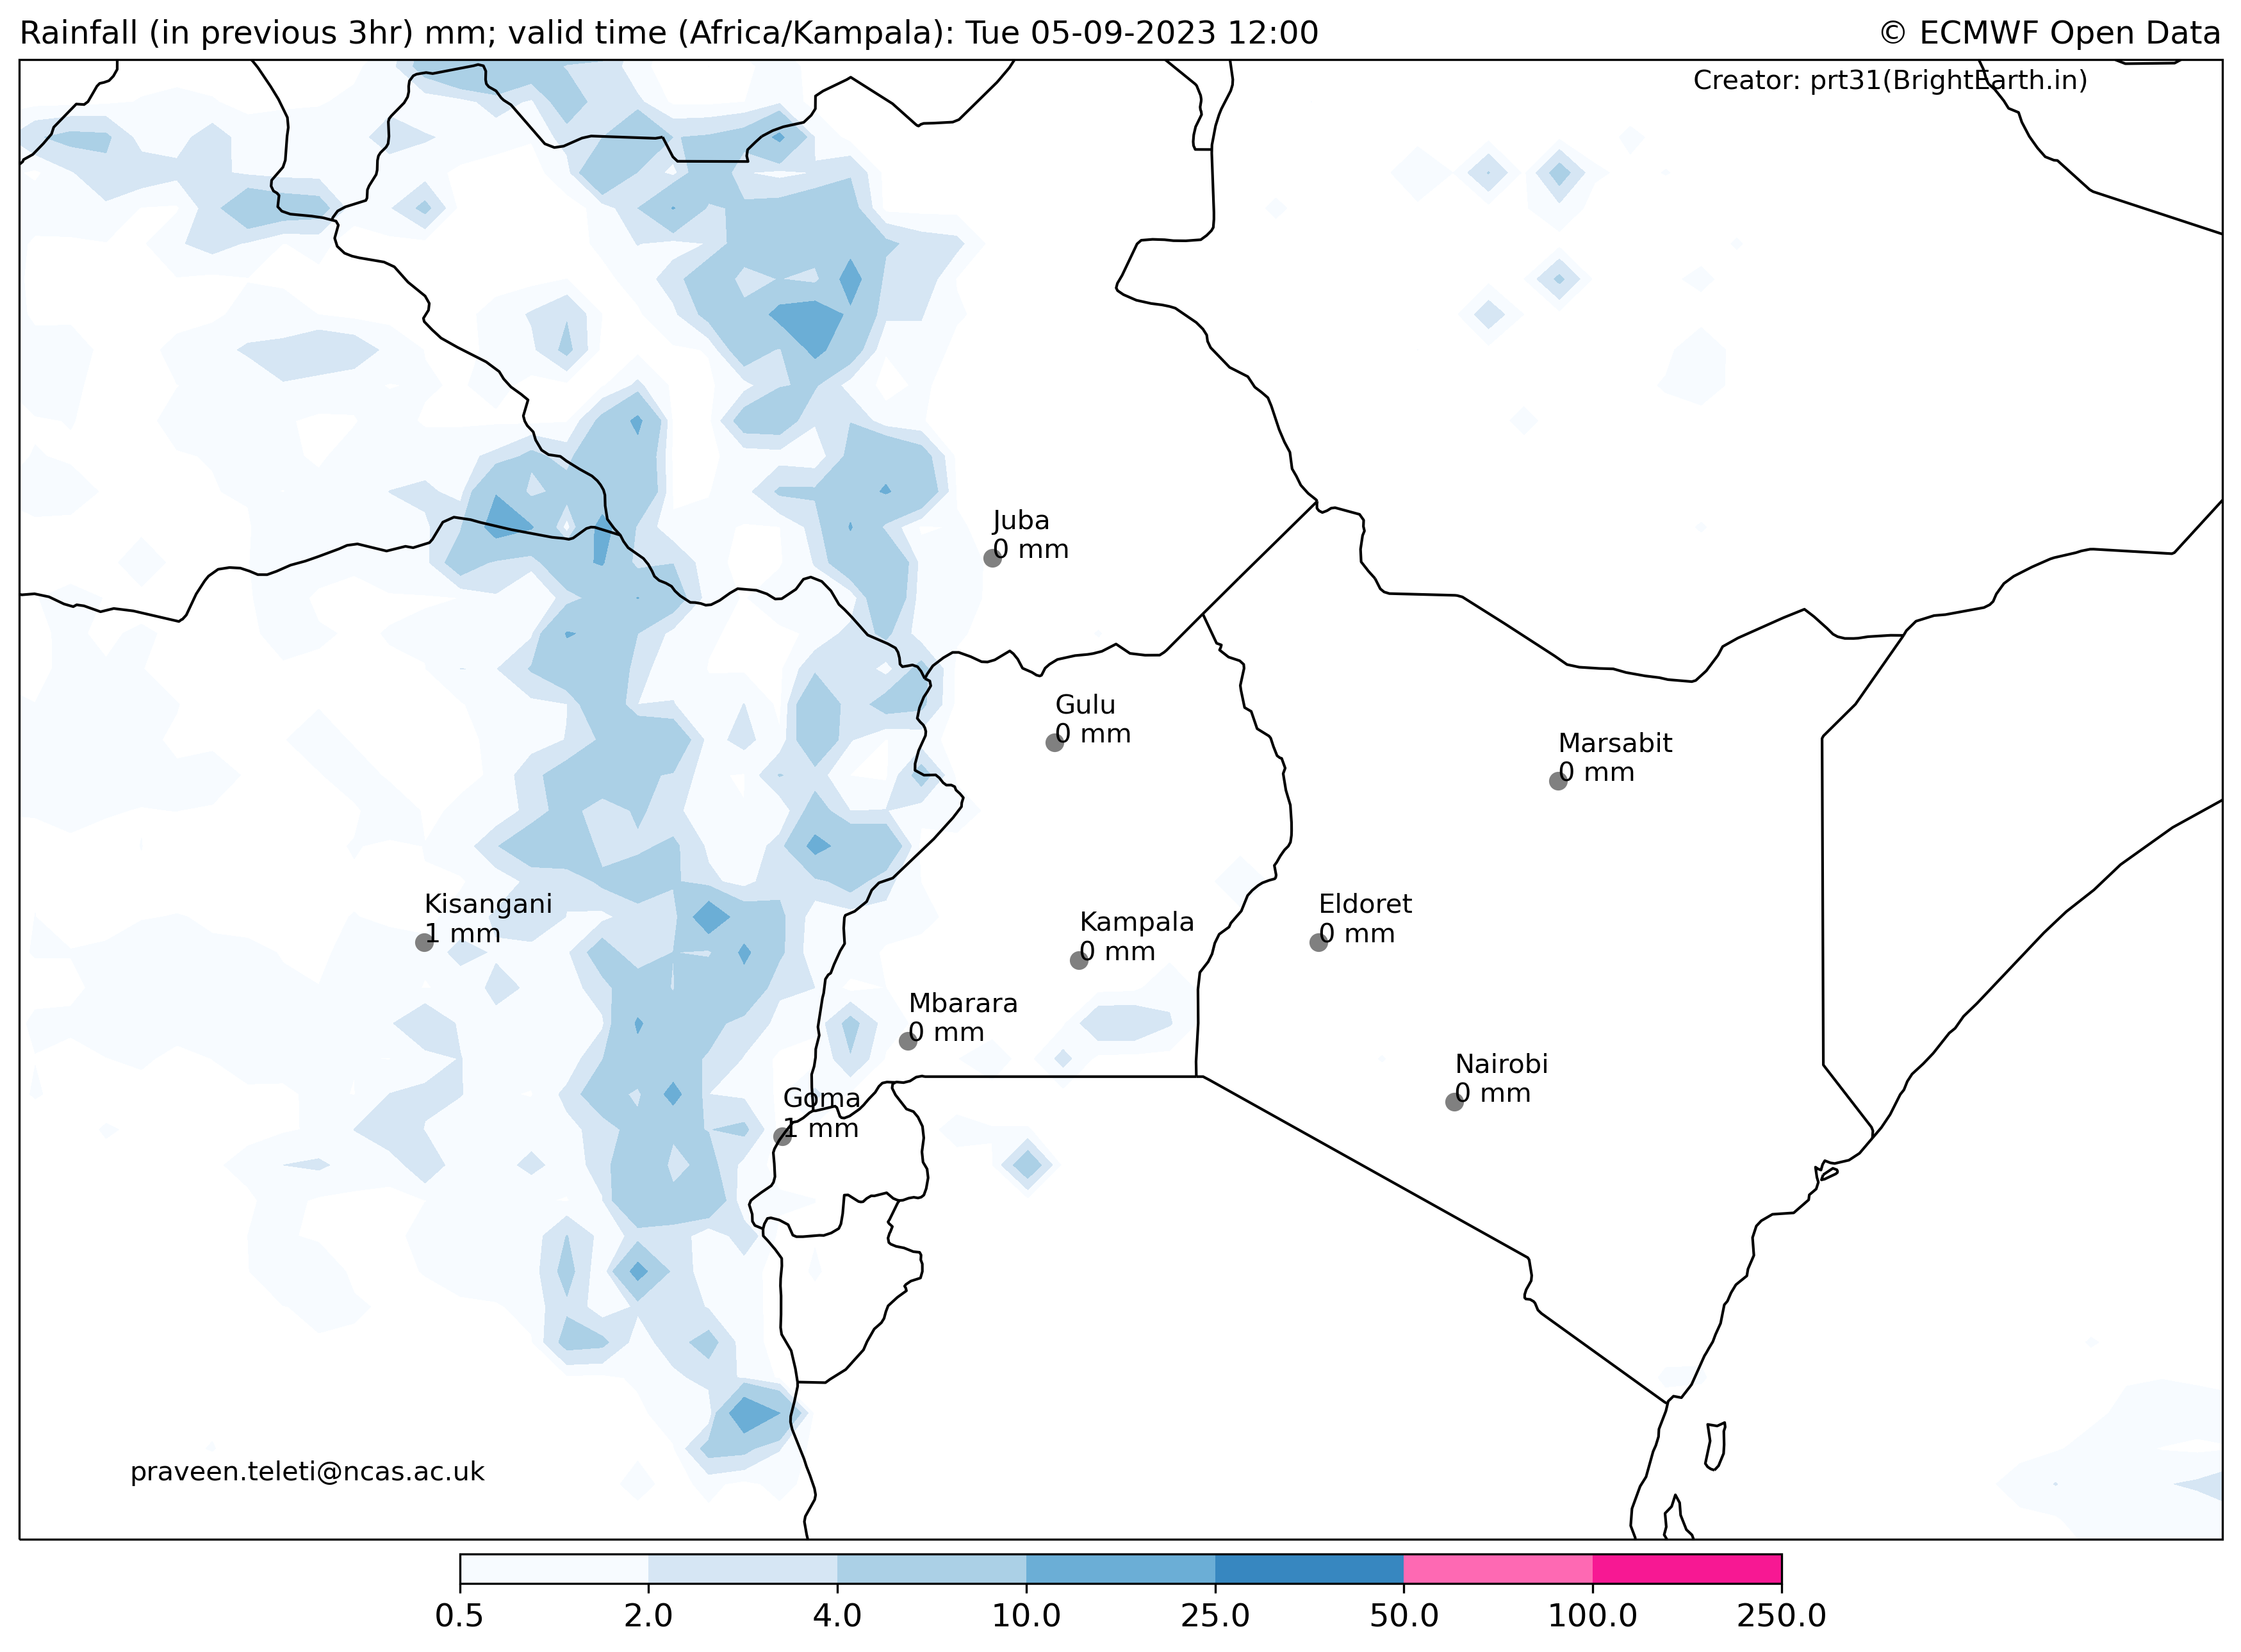 Rainfall (in previous 3hr) mm; valid time (Africa/Kampala): Tue 05-09-2023 12:00
© ECMWF Open Data
Creator: prt31(BrightEarth.in)
Juba
0 mm
Gulu
0 mm
Marsabit
0 mm
Kisangani
1 mm
Kampala
0 mm
Eldoret
0 mm
Mbarara
0 mm
Nairobi
0 mm
Goma
1 mm
praveen.teleti@ncas.ac.uk
0.5 2.0 4.0 10.0 25.0 50.0 100.0 250.0